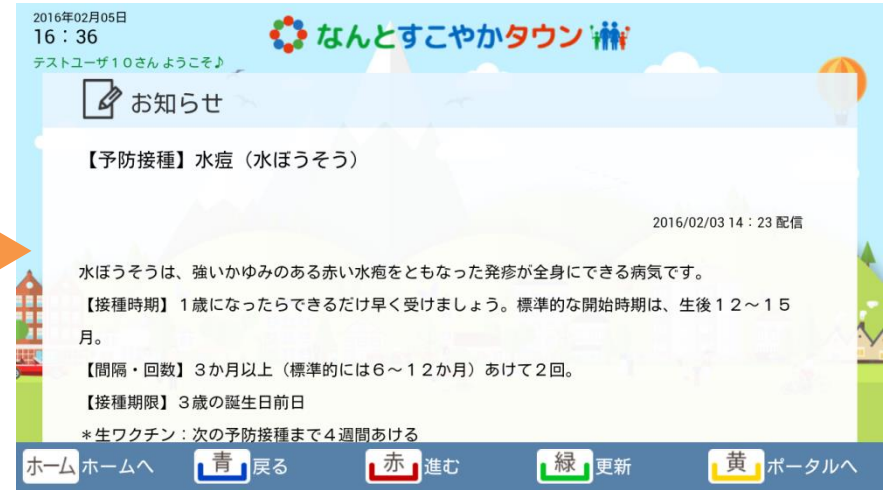 2016年02月05日
16：36
テストユーザ１０さん ようこそ♪
なんとすこやかタウン
お知らせ
【予防接種】水痘（水ぼうそう）
2016/02/03 14：23 配信
水ぼうそうは、強いかゆみのある赤い水疱をともなった発疹が全身にできる病気です。
【接種時期】１歳になったらできるだけ早く受けましょう。標準的な開始時期は、生後１２～１５
月。
【間隔・回数】３か月以上（標準的には６～１２か月）あけて２回。
【接種期限】３歳の誕生日前日
＊生ワクチン：次の予防接種まで４週間あける
ホーム ホームへ 青 戻る 赤 進む 緑 更新 黄 ポータルへ